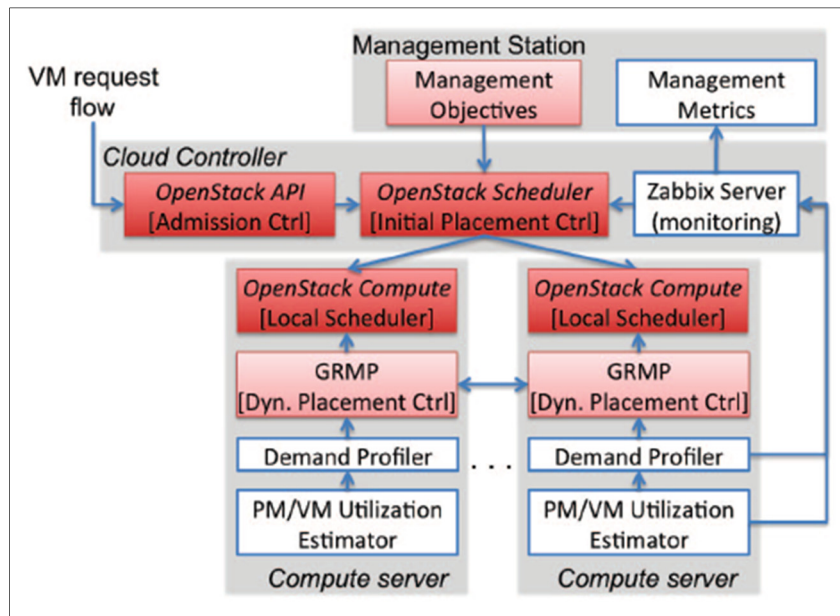 Management Station
VM request
flow
Management
Objectives
Management
Metrics
Cloud Controller
OpenStack API
[Admission Ctrl]
OpenStack Scheduler
[Initial Placement Ctrl]
Zabbix Server
(monitoring)
OpenStack Compute
[Local Scheduler]
OpenStack Compute
[Local Scheduler]
GRMP
[Dyn. Placement Ctrl]
GRMP
[Dyn. Placement Ctrl]
Demand Profiler
. . .
Demand Profiler
PM/VM Utilization
Estimator
PM/VM Utilization
Estimator
Compute server
Compute server